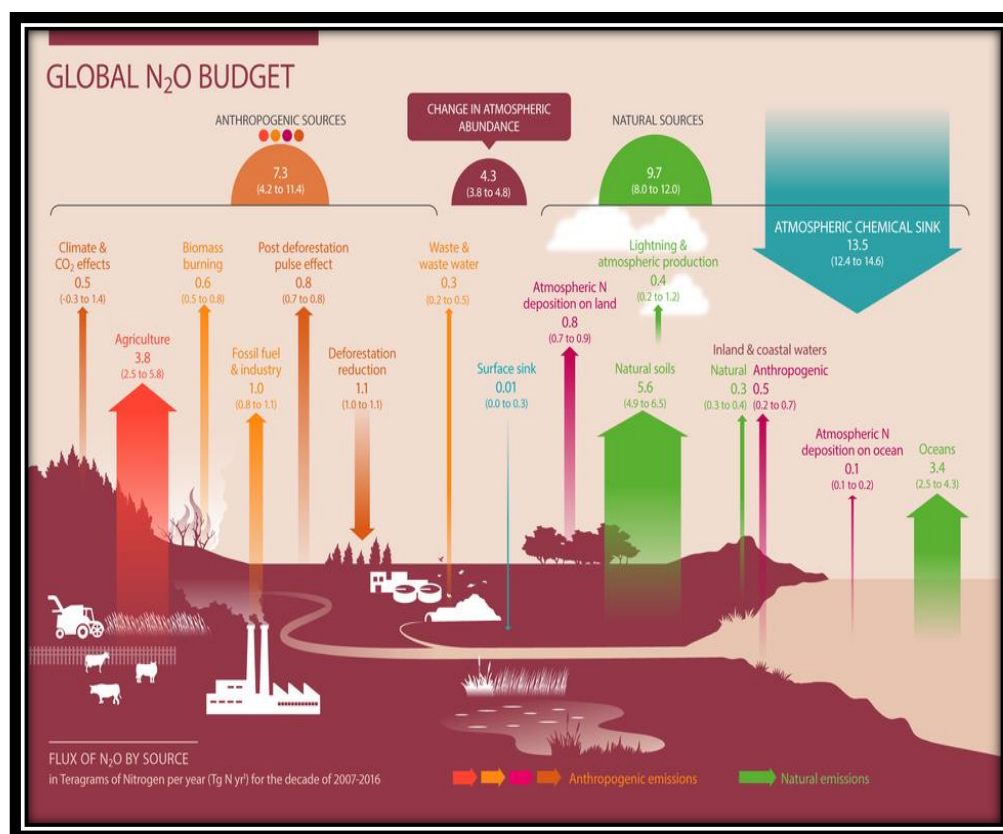 GLOBAL N₂O BUDGET
ANTHROPOGENIC SOURCES
7.3
(4.2 to 11.4)
CHANGE IN ATMOSPHERIC
ABUNDANCE
4.3
(3.8 to 4.8)
NATURAL SOURCES
9.7
(8.0 to 12.0)
ATMOSPHERIC CHEMICAL SINK
13.5
(12.4 to 14.6)
Climate &
CO₂ effects
0.5
(-0.3 to 1.4)
Agriculture
3.8
(2.5 to 5.8)
Biomass
burning
0.6
(0.5 to 0.8)
Fossil fuel
& industry
1.0
(0.8 to 1.1)
Post deforestation
pulse effect
0.8
(0.7 to 0.8)
Deforestation
reduction
1.1
(1.0 to 1.1)
Waste &
waste water
0.3
(0.2 to 0.5)
Surface sink
0.01
(0.0 to 0.3)
Atmospheric N
deposition on land
0.8
(0.7 to 0.9)
Lightning &
atmospheric production
0.4
(0.2 to 1.2)
Natural soils
5.6
(4.9 to 6.5)
Inland & coastal waters
Natural Anthropogenic
0.3 0.5
(0.3 to 0.4) (0.2 to 0.7)
Atmospheric N
deposition on ocean
0.1
(0.1 to 0.2)
Oceans
3.4
(2.5 to 4.3)
FLUX OF N₂O BY SOURCE
in Teragrams of Nitrogen per year (Tg N yr¹) for the decade of 2007-2016
Anthropogenic emissions
Natural emissions